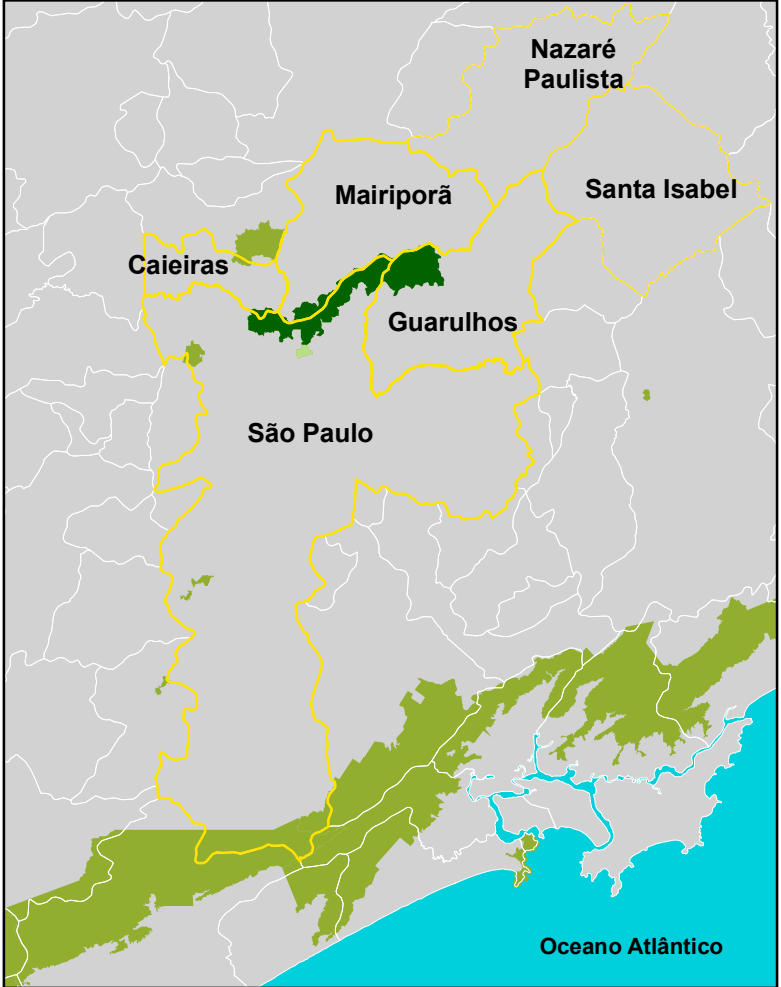 Nazaré
Paulista
Santa Isabel
Mairiporã
Caieiras
Guarulhos
São Paulo
Oceano Atlântico